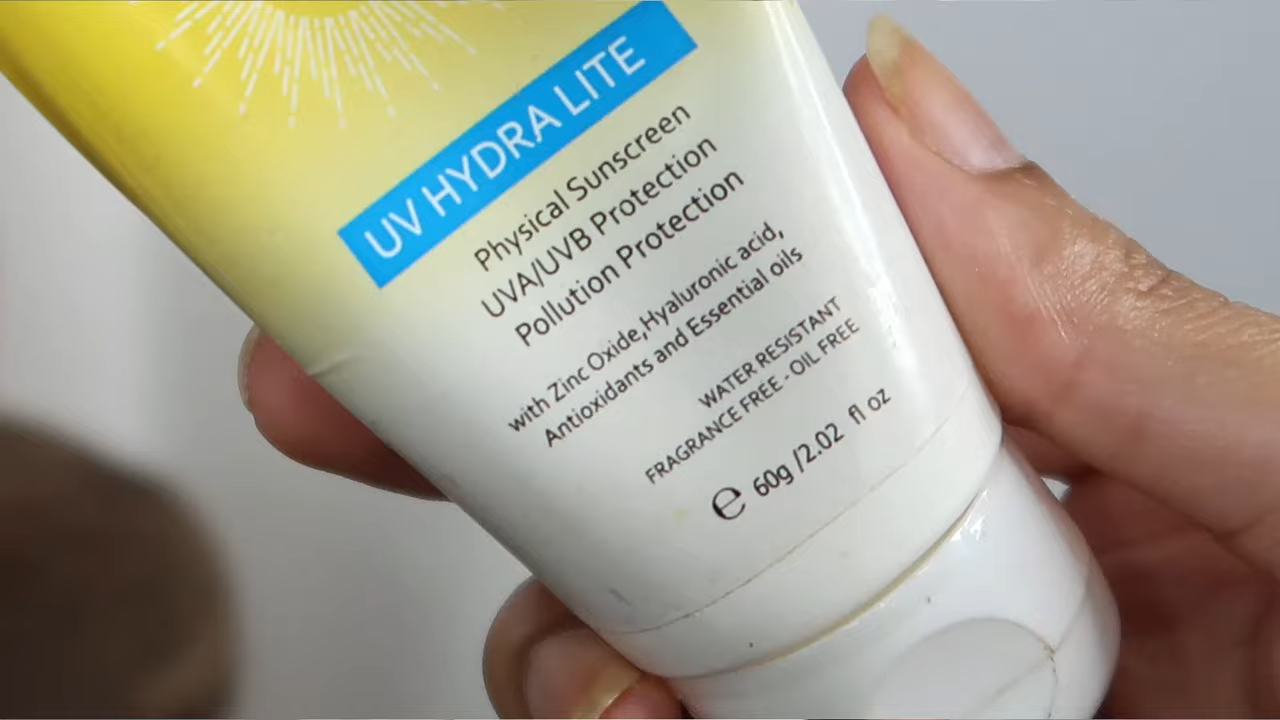 UV HYDRA LITE
Physical Sunscreen
UVA/UVB Protection
Pollution Protection
with Zinc Oxide,Hyaluronic acid,
Antioxidants and Essential oils
WATER RESISTANT
FRAGRANCE FREE - OIL FREE
℮ 60g /2.02 fl oz